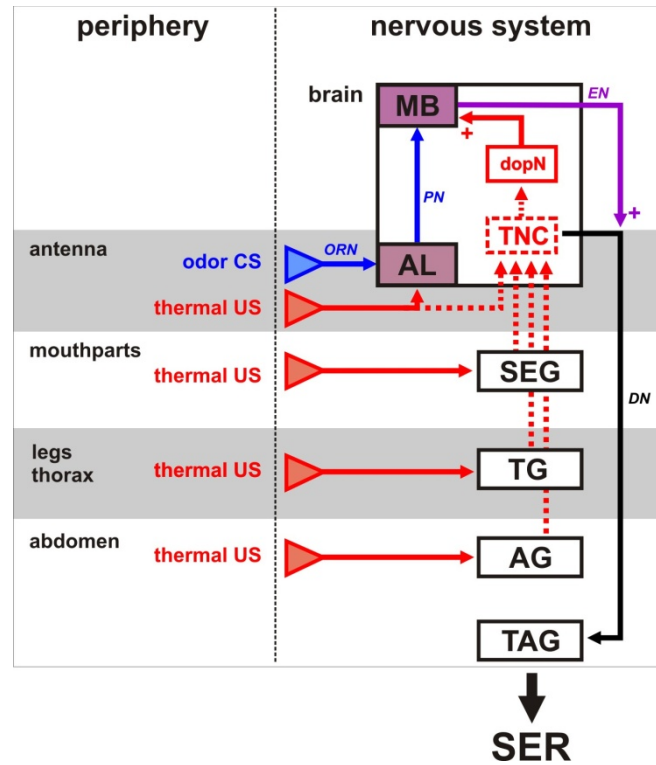 periphery
nervous system
brain
MB
EN
+
dopN
+
PN
TNC
antenna
odor CS
ORN
AL
thermal US
mouthparts
thermal US
SEG
DN
legs
thorax
thermal US
TG
abdomen
thermal US
AG
TAG
SER